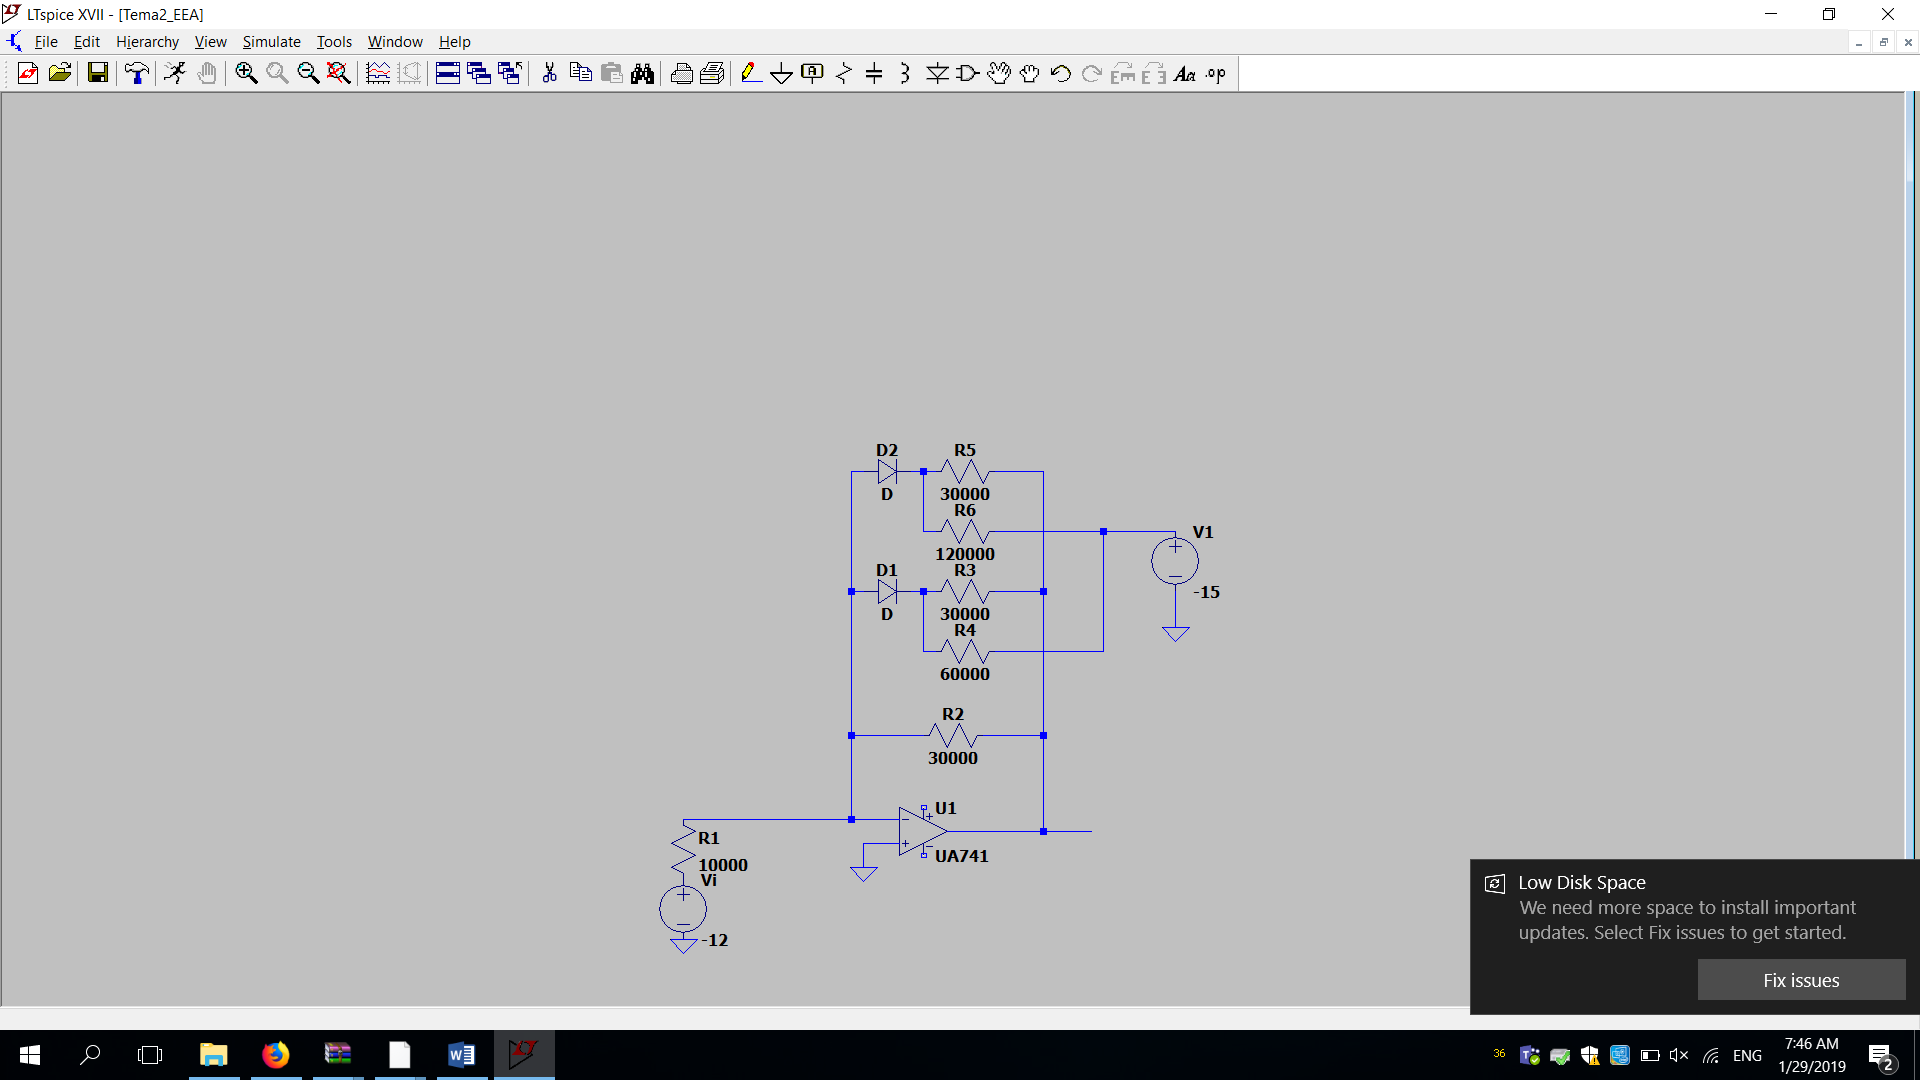 LTspice XVII - [Tema2_EEA]
File Edit Hierarchy View Simulate Tools Window Help
Aa .op
D2 R5
D 30000
R6
120000
V1
-15
D1 R3
D 30000
R4
60000
R2
30000
U1
UA741
R1
10000
Vi
-12
Low Disk Space
We need more space to install important
updates. Select Fix issues to get started.
Fix issues
36 ENG
7:46 AM
1/29/2019
2